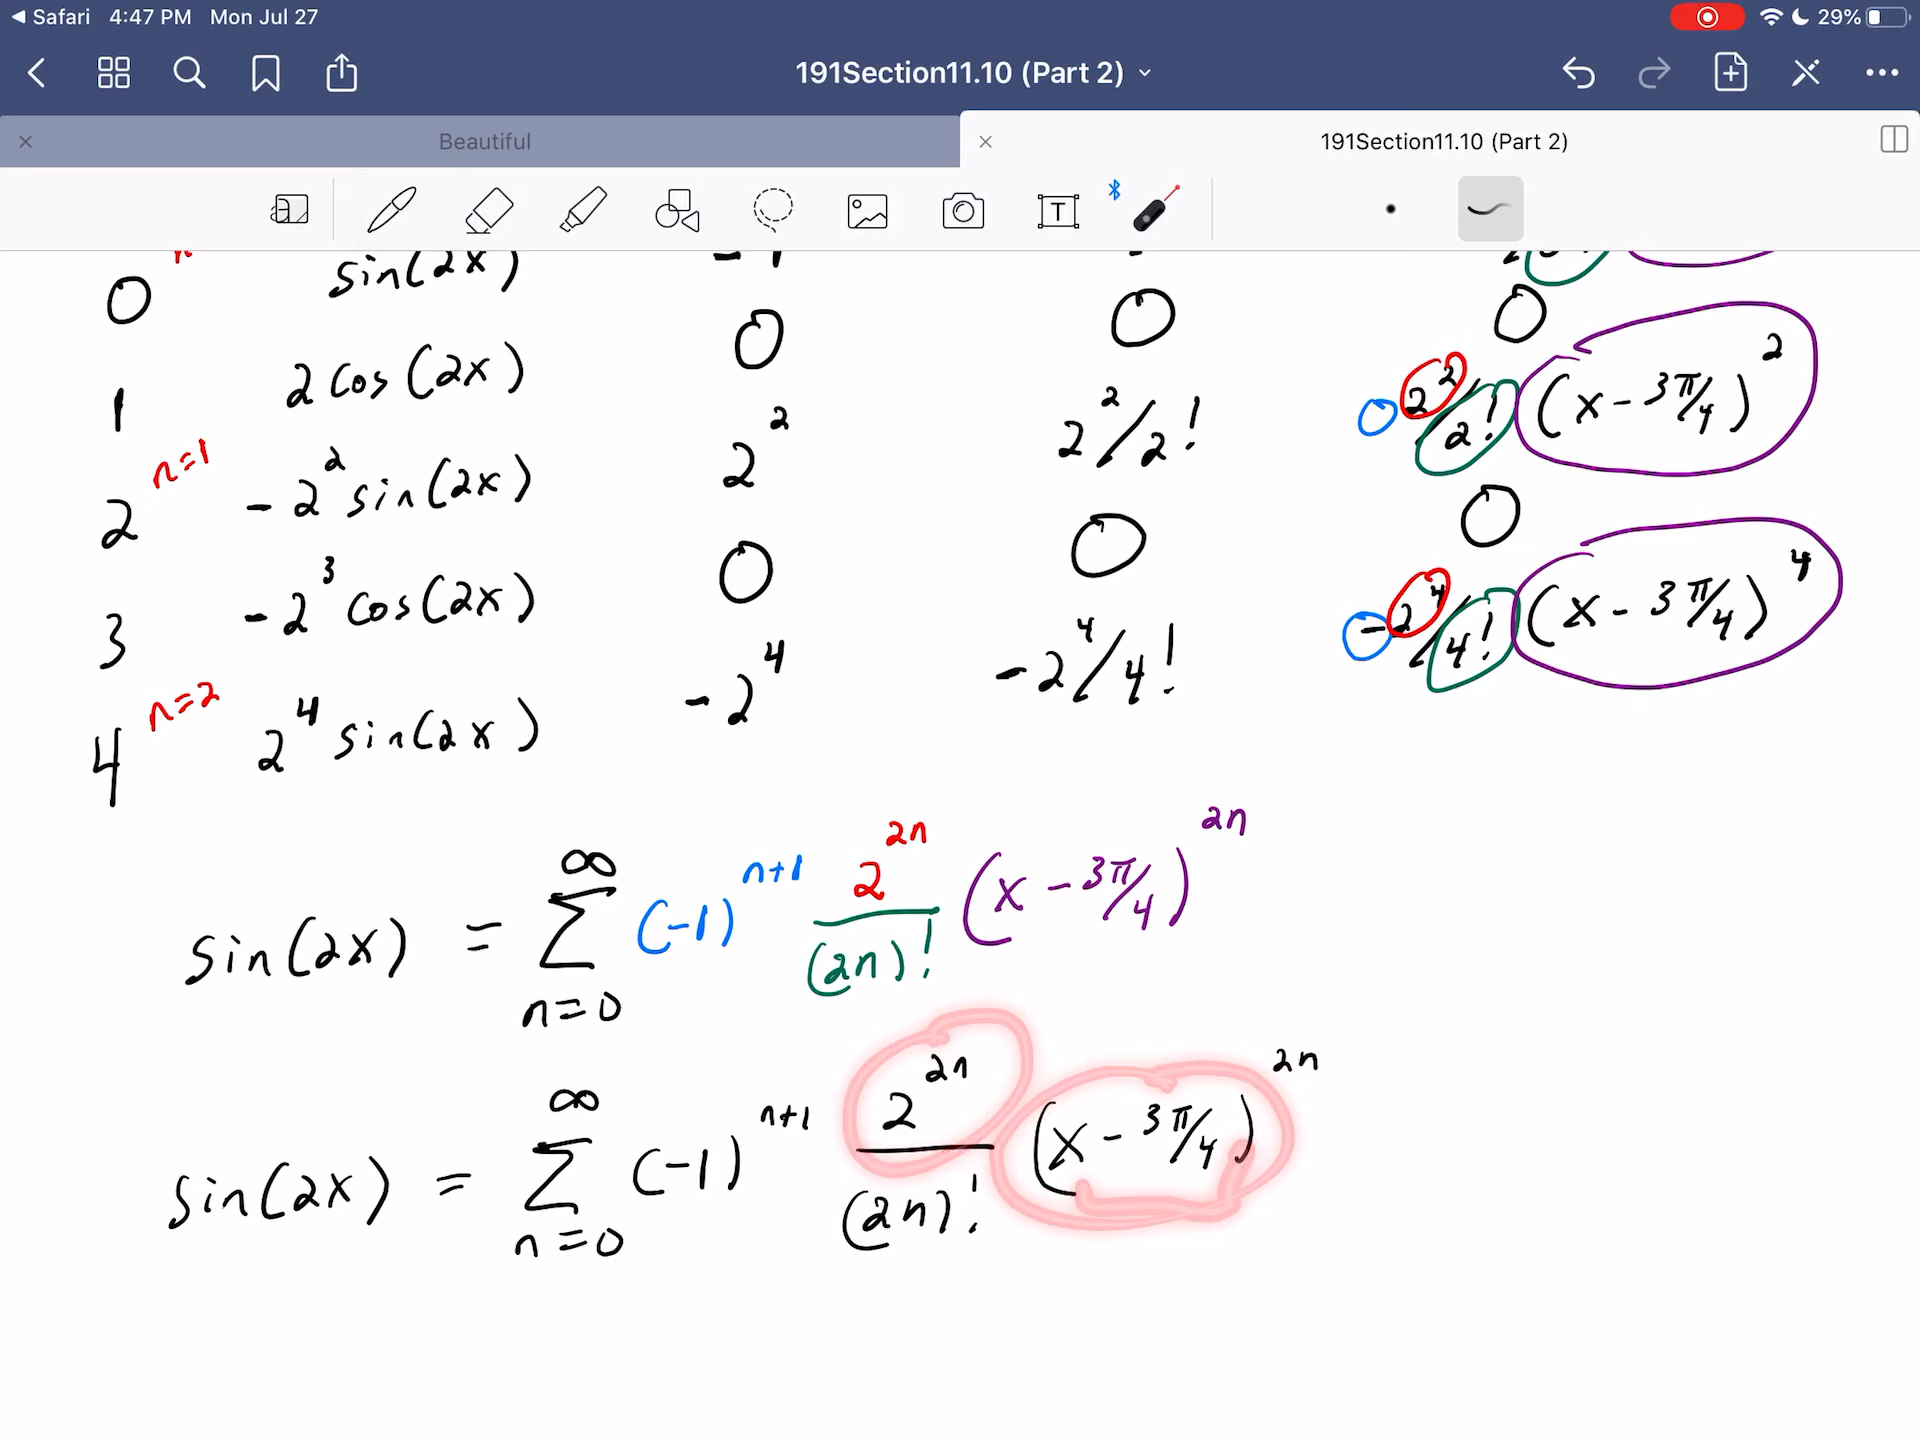 Safari 4:47 PM Mon Jul 27 29%
191Section11.10 (Part 2)
Beautiful 191Section11.10 (Part 2)
a T
0 sin(2x) -1
1 2 cos(2x) 0 0 0
2 n=1 -2^2 sin(2x) 2^2 2^2/2! 2^2/2! (x - 3π/4)^2
3 -2^3 cos(2x) 0 0 0
4 n=2 2^4 sin(2x) -2^4 -2^4/4! -2^4/4! (x - 3π/4)^4
sin(2x) = ∑_{n=0}^{∞} (-1)^{n+1} 2^{2n}/(2n)! (x - 3π/4)^{2n}
sin(2x) = ∑_{n=0}^{∞} (-1)^{n+1} 2^{2n}/(2n)! (x - 3π/4)^{2n}